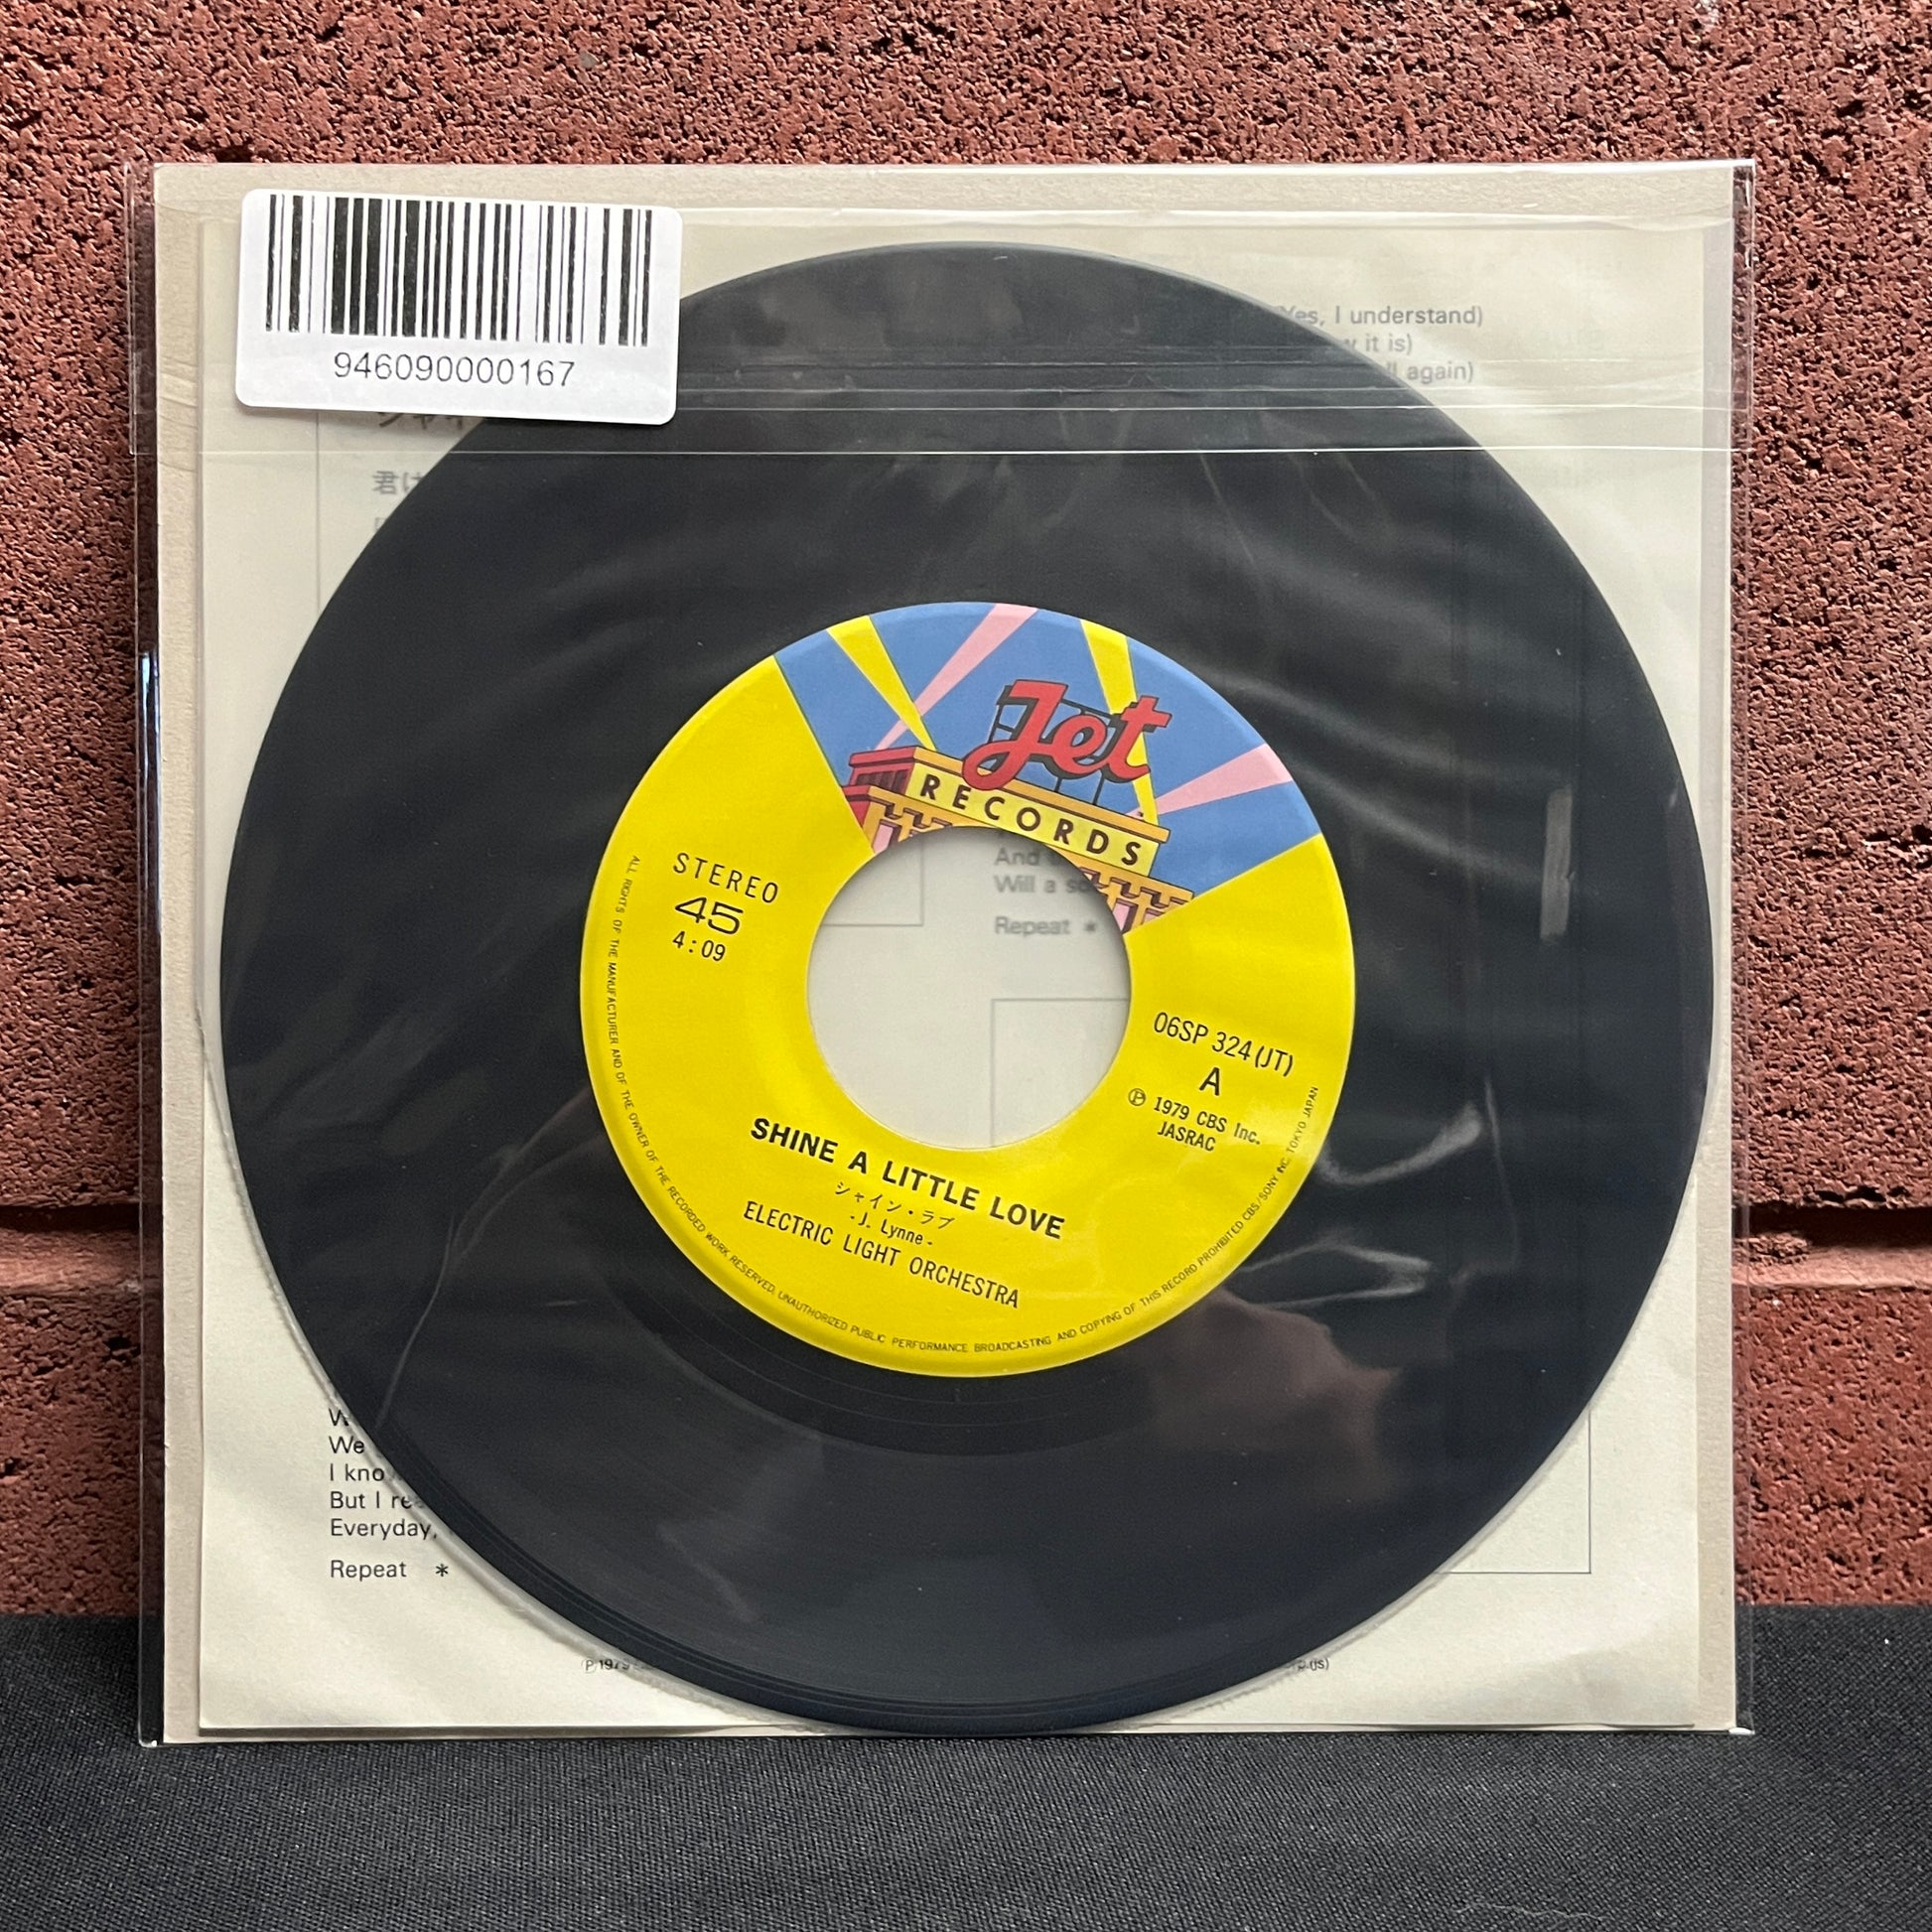 946090000167
Yes, I understand)
it is)
again)
君は
Jet
RECORDS
And
Will a
Repeat *
STEREO
45
4:09
06SP 324 (JT)
A
Ⓟ 1979 CBS Inc.
JASRAC
SHINE A LITTLE LOVE
シャイン・ラブ
-J. Lynne-
ELECTRIC LIGHT ORCHESTRA
ALL RIGHTS OF THE MANUFACTURER AND OF THE OWNER OF THE RECORDED WORK RESERVED. UNAUTHORIZED PUBLIC PERFORMANCE BROADCASTING AND COPYING OF THIS RECORD PROHIBITED CBS/SONY INC. TOKYO JAPAN
We
I kno
But I re
Everyday,
Repeat *
Ⓟ 1979